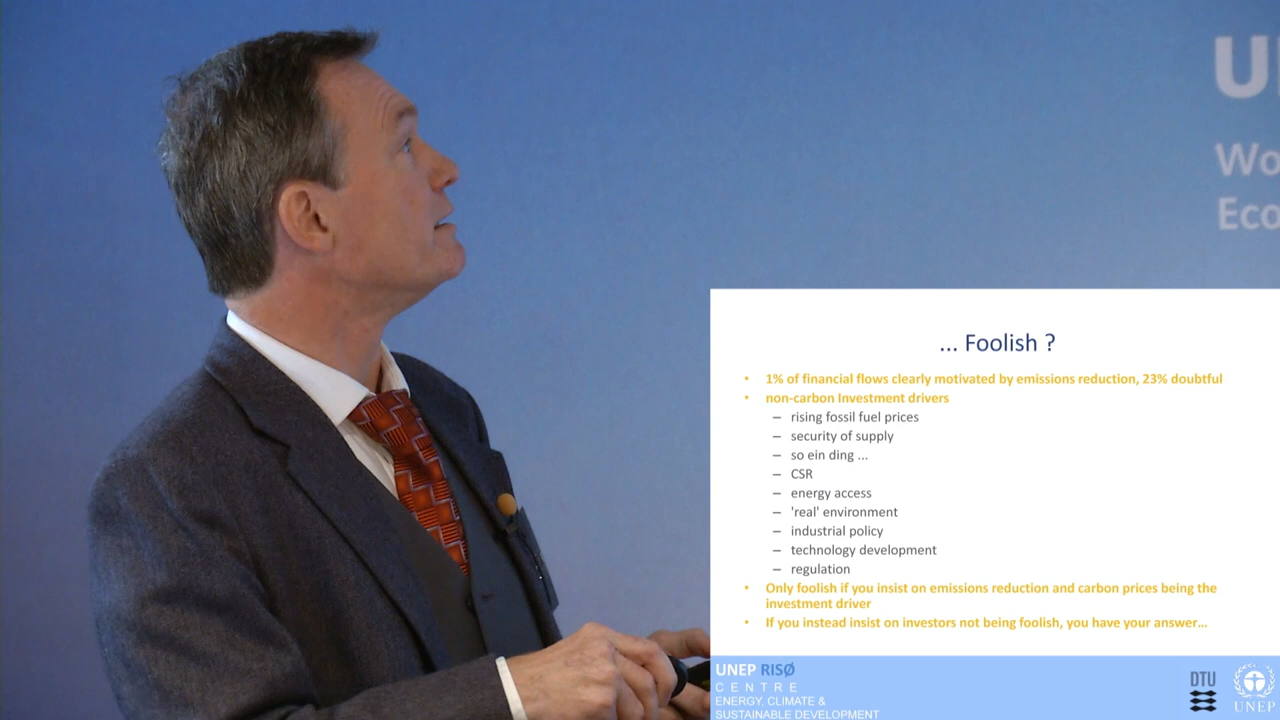 U
Wo
Eco
... Foolish ?
• 1% of financial flows clearly motivated by emissions reduction, 23% doubtful
• non-carbon Investment drivers
– rising fossil fuel prices
– security of supply
– so ein ding ...
– CSR
– energy access
– 'real' environment
– industrial policy
– technology development
– regulation
• Only foolish if you insist on emissions reduction and carbon prices being the
investment driver
• If you instead insist on investors not being foolish, you have your answer...
UNEP RISØ
CENTRE
ENERGY, CLIMATE &
SUSTAINABLE DEVELOPMENT
DTU
UNEP